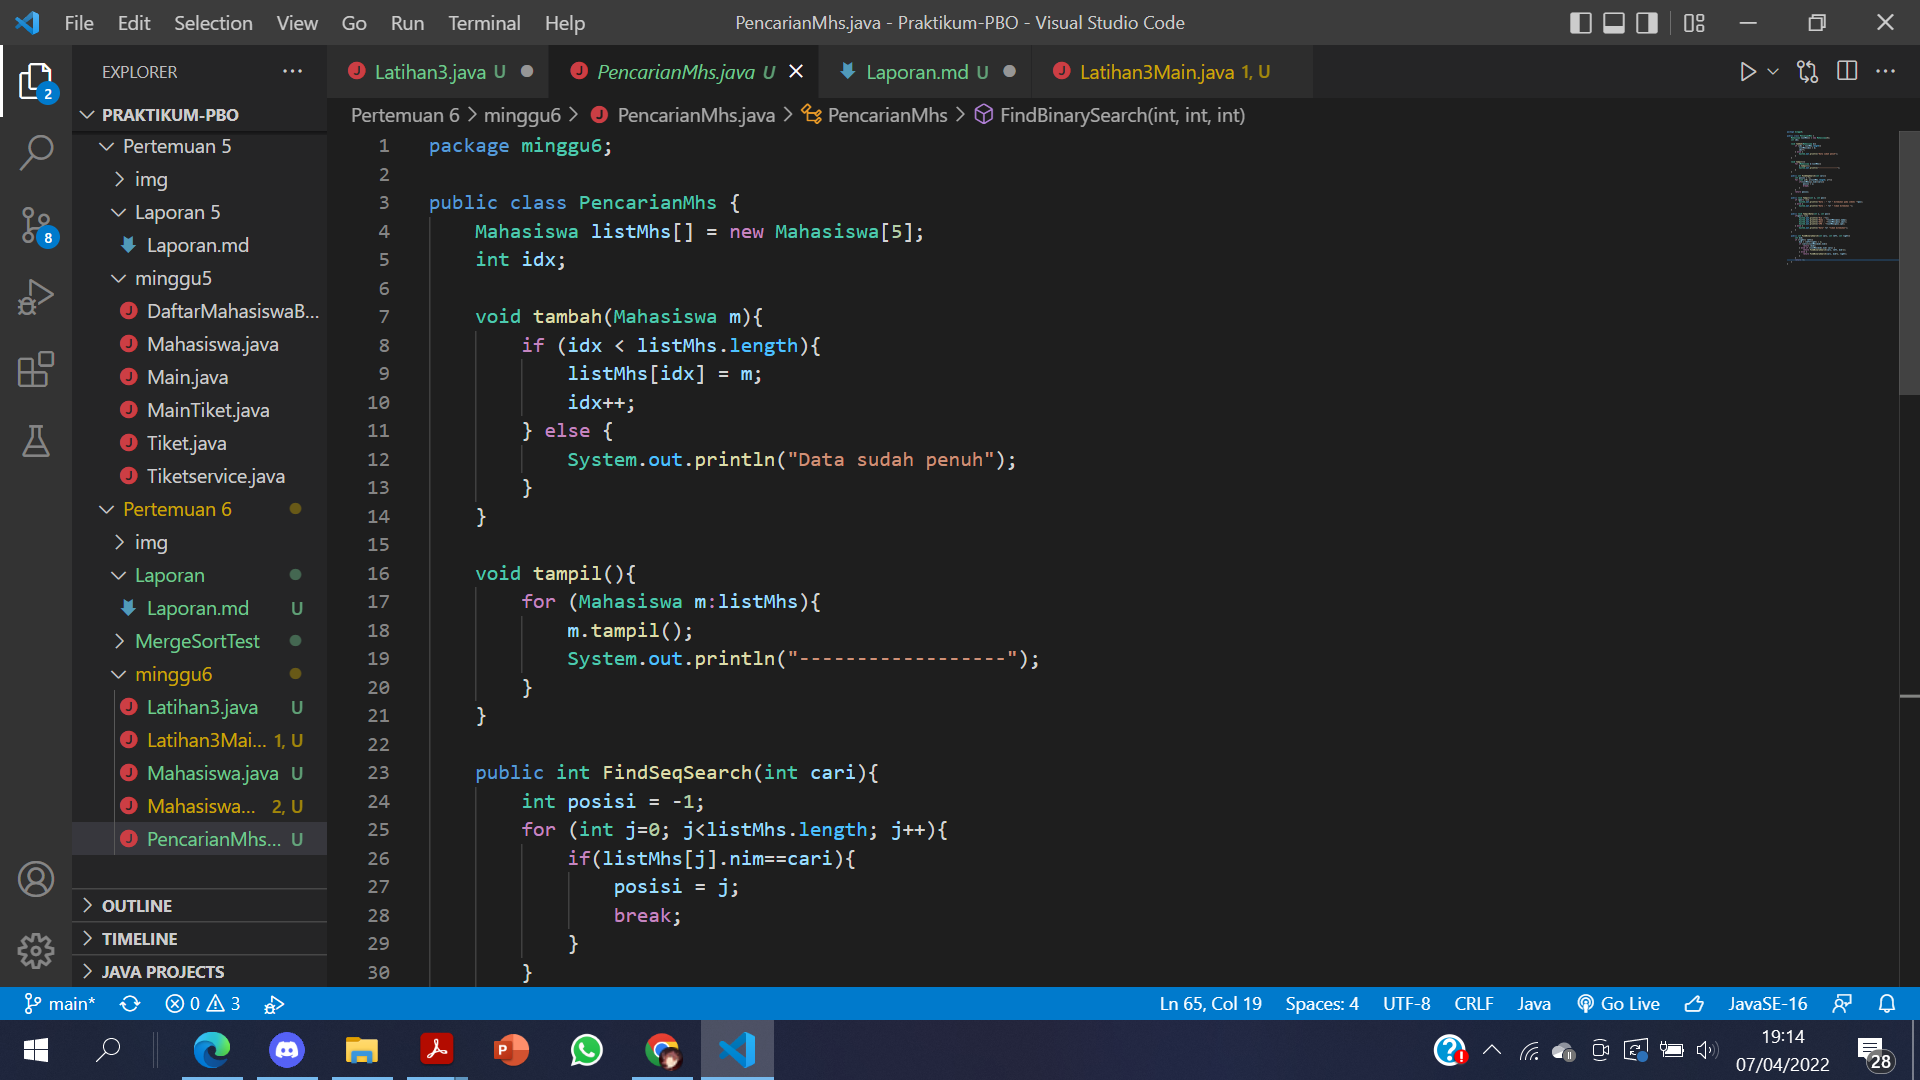 File Edit Selection View Go Run Terminal Help
PencarianMhs.java - Praktikum-PBO - Visual Studio Code
EXPLORER
Latihan3.java U
PencarianMhs.java U
Laporan.md U
Latihan3Main.java 1, U
PRAKTIKUM-PBO
Pertemuan 6 > minggu6 > PencarianMhs.java > PencarianMhs > FindBinarySearch(int, int, int)
Pertemuan 5
img
Laporan 5
Laporan.md
minggu5
DaftarMahasiswaB...
Mahasiswa.java
Main.java
MainTiket.java
Tiket.java
Tiketservice.java
Pertemuan 6
img
Laporan
Laporan.md U
MergeSortTest
minggu6
Latihan3.java U
Latihan3Mai... 1, U
Mahasiswa.java U
Mahasiswa... 2, U
PencarianMhs... U
OUTLINE
TIMELINE
JAVA PROJECTS
2
8
1 package minggu6;
2
3 public class PencarianMhs {
4 Mahasiswa listMhs[] = new Mahasiswa[5];
5 int idx;
6
7 void tambah(Mahasiswa m){
8 if (idx < listMhs.length){
9 listMhs[idx] = m;
10 idx++;
11 } else {
12 System.out.println("Data sudah penuh");
13 }
14 }
15
16 void tampil(){
17 for (Mahasiswa m:listMhs){
18 m.tampil();
19 System.out.println("------------------");
20 }
21 }
22
23 public int FindSeqSearch(int cari){
24 int posisi = -1;
25 for (int j=0; j<listMhs.length; j++){
26 if(listMhs[j].nim==cari){
27 posisi = j;
28 break;
29 }
30 }
main* 0 3
Ln 65, Col 19 Spaces: 4 UTF-8 CRLF Java Go Live JavaSE-16
19:14
07/04/2022
28